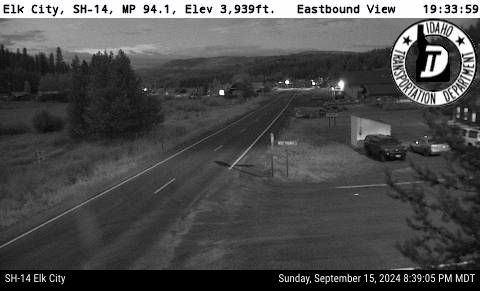 Elk City, SH-14, MP 94.1, Elev 3,939ft. Eastbound View 19:33:59
IDAHO
TRANSPORTATION DEPARTMENT
SH-14 Elk City Sunday, September 15, 2024 8:39:05 PM MDT